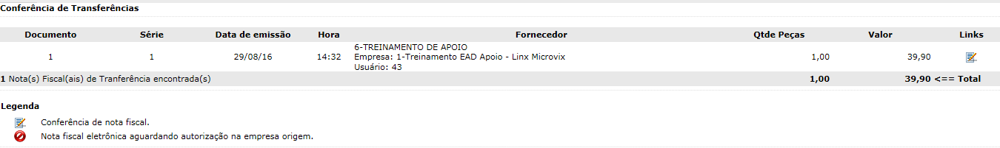 Conferência de Transferências
Documento Série Data de emissão Hora Fornecedor Qtde Peças Valor Links
6-TREINAMENTO DE APOIO
1 1 29/08/16 14:32 Empresa: 1-Treinamento EAD Apoio - Linx Microvix 1,00 39,90
Usuário: 43
1 Nota(s) Fiscal(ais) de Tranferência encontrada(s) 1,00 39,90 <== Total
Legenda
Conferência de nota fiscal.
Nota fiscal eletrônica aguardando autorização na empresa origem.